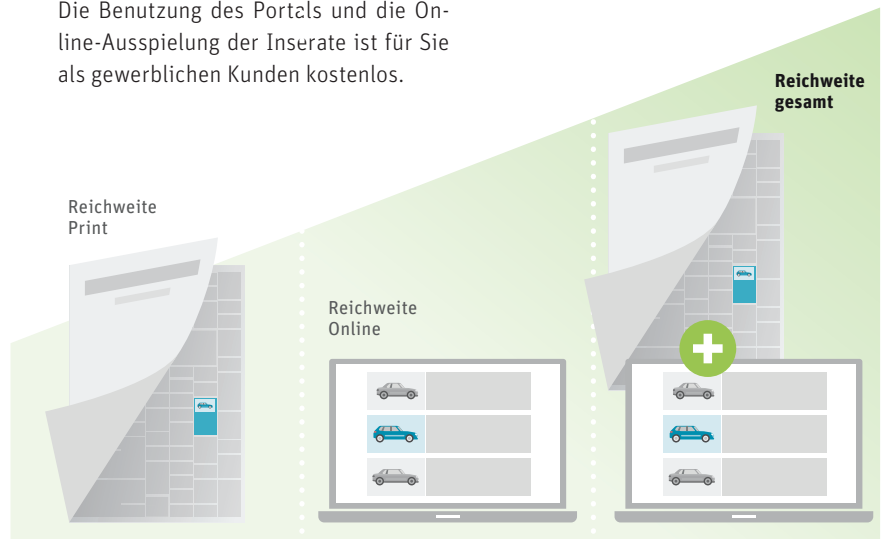 Die Benutzung des Portals und die On-
line-Ausspielung der Inserate ist für Sie
als gewerblichen Kunden kostenlos.
Reichweite
gesamt
Reichweite
Print
Reichweite
Online